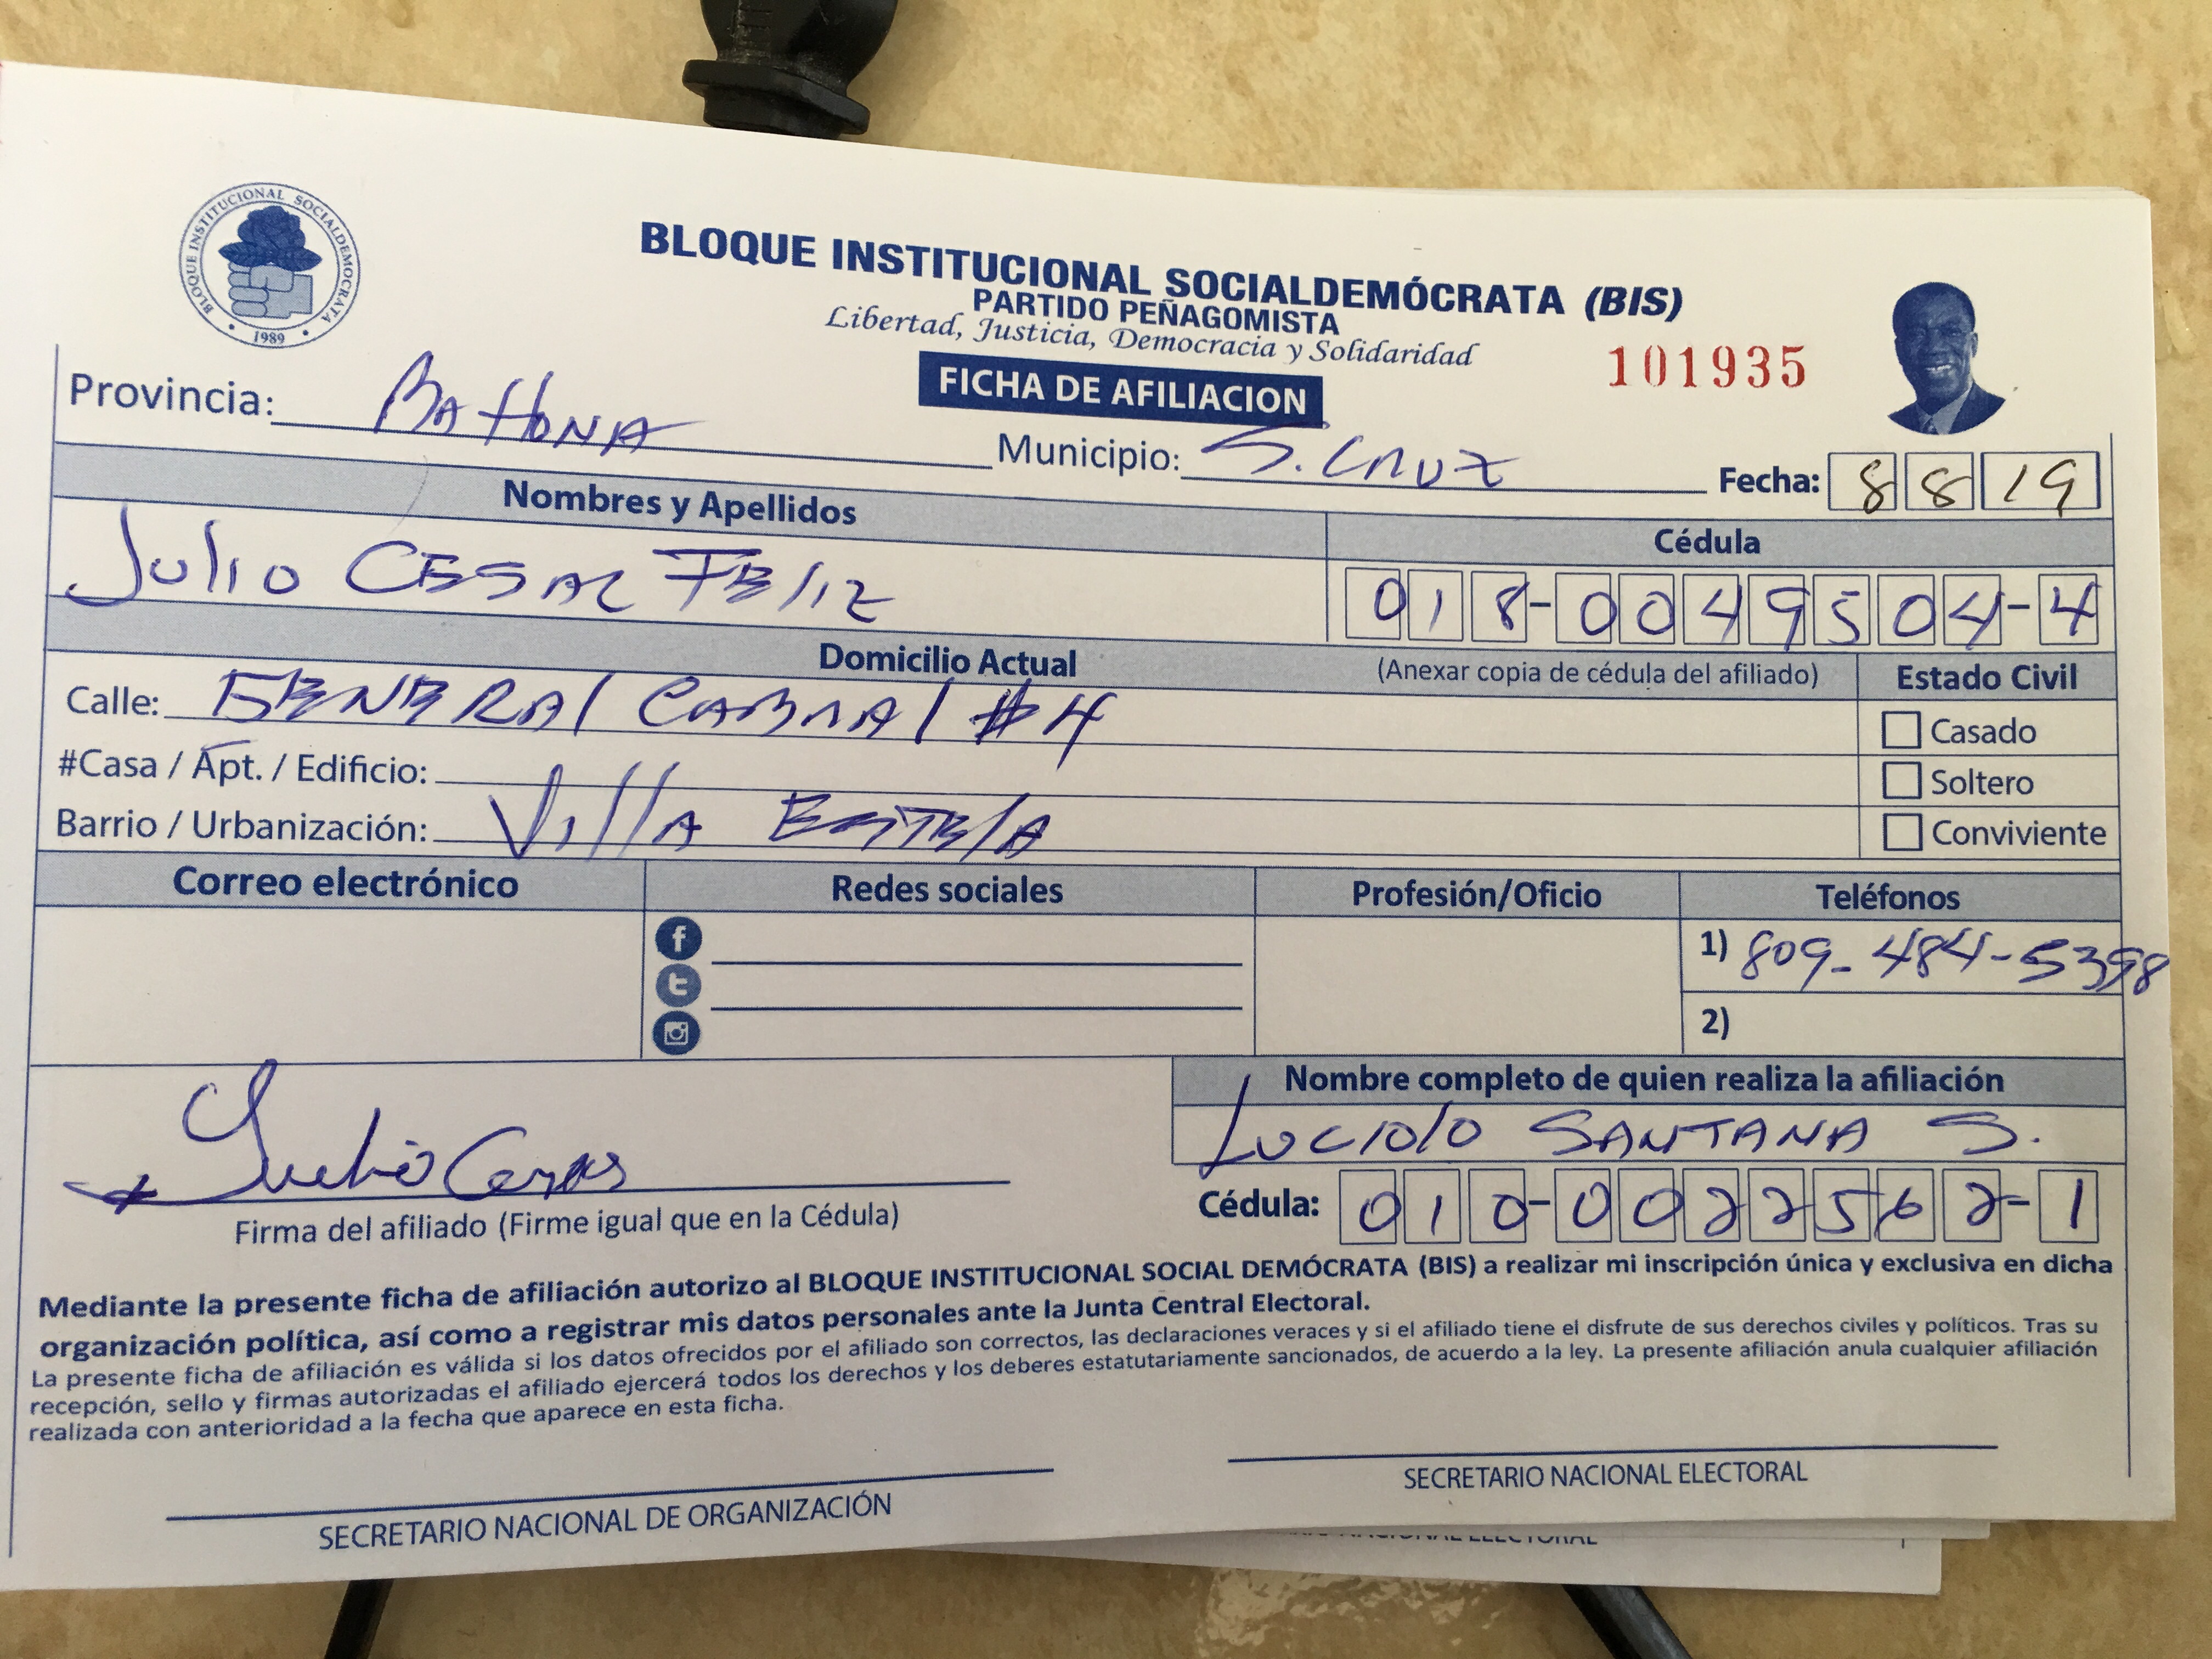 BLOQUE INSTITUCIONAL SOCIALDEMÓCRATA
1989
BLOQUE INSTITUCIONAL SOCIALDEMÓCRATA (BIS)
PARTIDO PEÑAGOMISTA
Libertad, Justicia, Democracia y Solidaridad
101935
FICHA DE AFILIACION
Provincia: BAHONA Municipio: S. CRUZ Fecha: 8 8 19
Nombres y Apellidos Cédula
Julio CESAR FELIZ 018-0049504-4
Domicilio Actual (Anexar copia de cédula del afiliado) Estado Civil
Calle: GENERAL CABRAL #4 Casado
#Casa / Apt. / Edificio: Soltero
Barrio / Urbanización: Villa Conviviente
Correo electrónico Redes sociales Profesión/Oficio Teléfonos
1) 809-484-5398
2)
Nombre completo de quien realiza la afiliación
LUCIOLO SANTANA S.
Julio
Cédula: 010-0022562-1
Firma del afiliado (Firme igual que en la Cédula)
Mediante la presente ficha de afiliación autorizo al BLOQUE INSTITUCIONAL SOCIAL DEMÓCRATA (BIS) a realizar mi inscripción única y exclusiva en dicha
organización política, así como a registrar mis datos personales ante la Junta Central Electoral.
La presente ficha de afiliación es válida si los datos ofrecidos por el afiliado son correctos, las declaraciones veraces y si el afiliado tiene el disfrute de sus derechos civiles y políticos. Tras su
recepción, sello y firmas autorizadas el afiliado ejercerá todos los derechos y los deberes estatutariamente sancionados, de acuerdo a la ley. La presente afiliación anula cualquier afiliación
realizada con anterioridad a la fecha que aparece en esta ficha.
SECRETARIO NACIONAL DE ORGANIZACIÓN SECRETARIO NACIONAL ELECTORAL
NACIONAL ELECTORAL